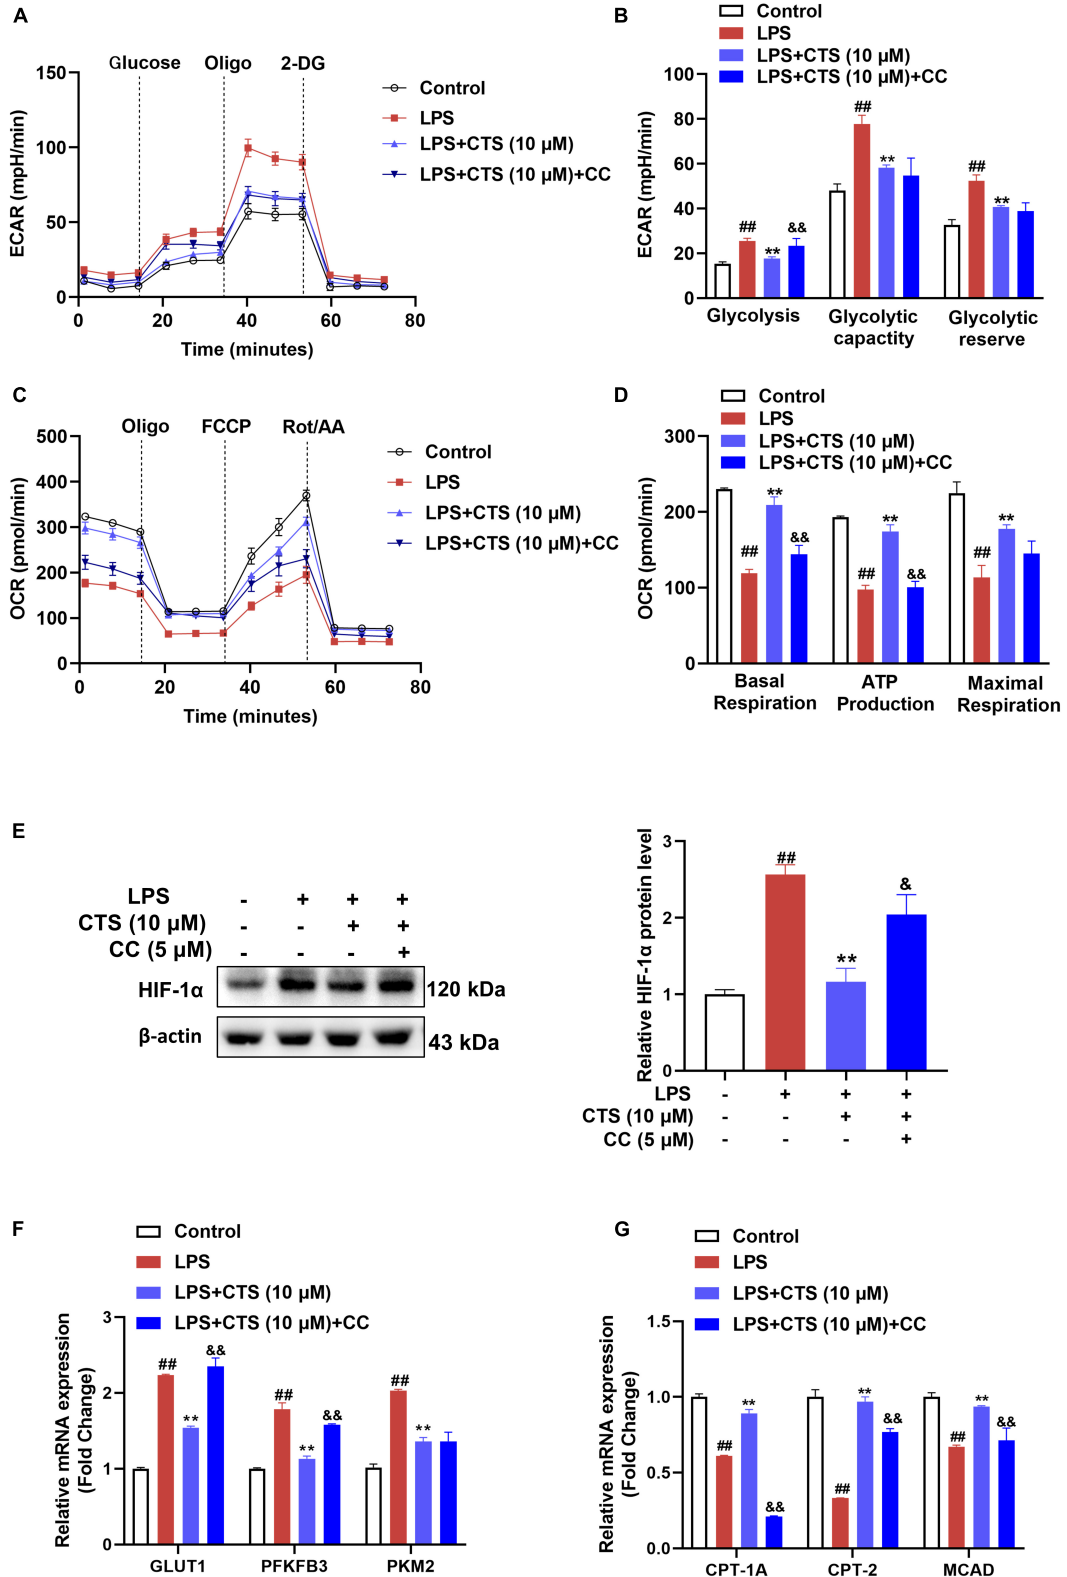 A
Glucose Oligo 2-DG
ECAR (mpH/min)
150
100
50
0
0 20 40 60 80
Time (minutes)
Control
LPS
LPS+CTS (10 µM)
LPS+CTS (10 µM)+CC
B
Control
LPS
LPS+CTS (10 µM)
LPS+CTS (10 µM)+CC
ECAR (mpH/min)
100
80
60
40
20
0
## ** &&
## **
## **
Glycolysis Glycolytic capactity Glycolytic reserve
C
Oligo FCCP Rot/AA
OCR (pmol/min)
500
400
300
200
100
0
0 20 40 60 80
Time (minutes)
Control
LPS
LPS+CTS (10 µM)
LPS+CTS (10 µM)+CC
D
Control
LPS
LPS+CTS (10 µM)
LPS+CTS (10 µM)+CC
OCR (pmol/min)
300
200
100
0
## ** &&
## ** &&
## **
Basal Respiration ATP Production Maximal Respiration
E
LPS - + + +
CTS (10 µM) - - + +
CC (5 µM) - - - +
HIF-1α 120 kDa
β-actin 43 kDa
Relative HIF-1α protein level
3
2
1
0
## ** &
LPS - + + +
CTS (10 µM) - - + +
CC (5 µM) - - - +
F
Control
LPS
LPS+CTS (10 µM)
LPS+CTS (10 µM)+CC
Relative mRNA expression
(Fold Change)
3
2
1
0
## ** &&
## ** &&
## **
GLUT1 PFKFB3 PKM2
G
Control
LPS
LPS+CTS (10 µM)
LPS+CTS (10 µM)+CC
Relative mRNA expression
(Fold Change)
1.5
1.0
0.5
0.0
## ** &&
## ** &&
## ** &&
CPT-1A CPT-2 MCAD